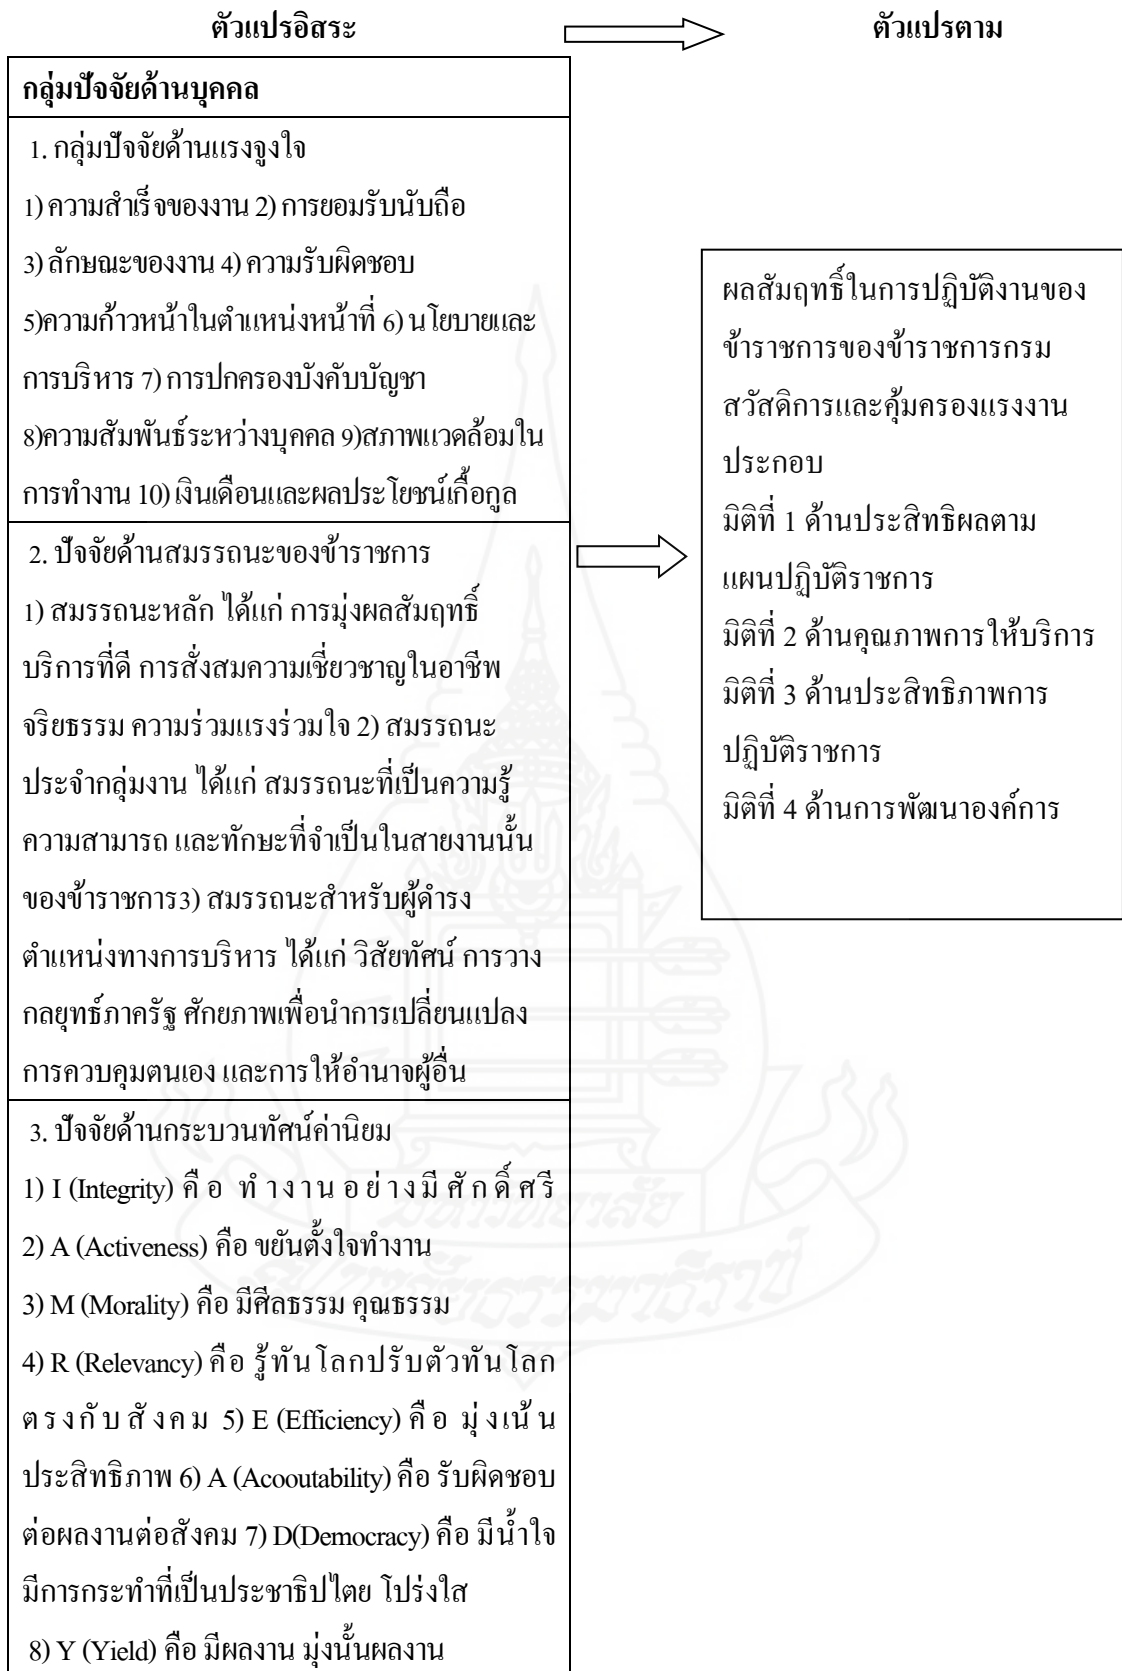 ตัวแปรอิสระ
ตัวแปรตาม
กลุ่มปัจจัยด้านบุคคล
1. กลุ่มปัจจัยด้านแรงจูงใจ
1) ความสำเร็จของงาน 2) การยอมรับนับถือ
3) ลักษณะของงาน 4) ความรับผิดชอบ
5)ความก้าวหน้าในตำแหน่งหน้าที่ 6) นโยบายและ
การบริหาร 7) การปกครองบังคับบัญชา
8)ความสัมพันธ์ระหว่างบุคคล 9)สภาพแวดล้อมใน
การทำงาน 10) เงินเดือนและผลประโยชน์เกื้อกูล
2. ปัจจัยด้านสมรรถนะของข้าราชการ
1) สมรรถนะหลัก ได้แก่ การมุ่งผลสัมฤทธิ์
บริการที่ดี การสั่งสมความเชี่ยวชาญในอาชีพ
จริยธรรม ความร่วมแรงร่วมใจ 2) สมรรถนะ
ประจำกลุ่มงาน ได้แก่ สมรรถนะที่เป็นความรู้
ความสามารถ และทักษะที่จำเป็นในสายงานนั้น
ของข้าราชการ3) สมรรถนะสำหรับผู้ดำรง
ตำแหน่งทางการบริหาร ได้แก่ วิสัยทัศน์ การวาง
กลยุทธ์ภาครัฐ ศักยภาพเพื่อนำการเปลี่ยนแปลง
การควบคุมตนเอง และการให้อำนาจผู้อื่น
3. ปัจจัยด้านกระบวนทัศน์ค่านิยม
1) I (Integrity) คือ ทำงานอย่างมีศักดิ์ศรี
2) A (Activeness) คือ ขยันตั้งใจทำงาน
3) M (Morality) คือ มีศีลธรรม คุณธรรม
4) R (Relevancy) คือ รู้ทันโลกปรับตัวทันโลก
ตรงกับสังคม 5) E (Efficiency) คือ มุ่งเน้น
ประสิทธิภาพ 6) A (Acooutability) คือ รับผิดชอบ
ต่อผลงานต่อสังคม 7) D(Democracy) คือ มีน้ำใจ
มีการกระทำที่เป็นประชาธิปไตย โปร่งใส
8) Y (Yield) คือ มีผลงาน มุ่งนั้นผลงาน
ผลสัมฤทธิ์ในการปฏิบัติงานของ
ข้าราชการของข้าราชการกรม
สวัสดิการและคุ้มครองแรงงาน
ประกอบ
มิติที่ 1 ด้านประสิทธิผลตาม
แผนปฏิบัติราชการ
มิติที่ 2 ด้านคุณภาพการให้บริการ
มิติที่ 3 ด้านประสิทธิภาพการ
ปฏิบัติราชการ
มิติที่ 4 ด้านการพัฒนาองค์การ
มหาวิทยาลัย
สุโขทัยธรรมาธิราช